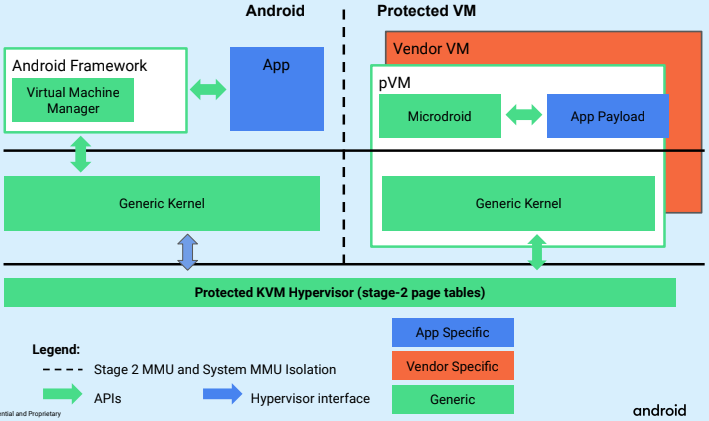 Android
Protected VM
Vendor VM
Android Framework
Virtual Machine
Manager
App
pVM
Microdroid
App Payload
Generic Kernel
Generic Kernel
Protected KVM Hypervisor (stage-2 page tables)
Legend:
Stage 2 MMU and System MMU Isolation
APIs
Hypervisor interface
App Specific
Vendor Specific
Generic
ential and Proprietary
android